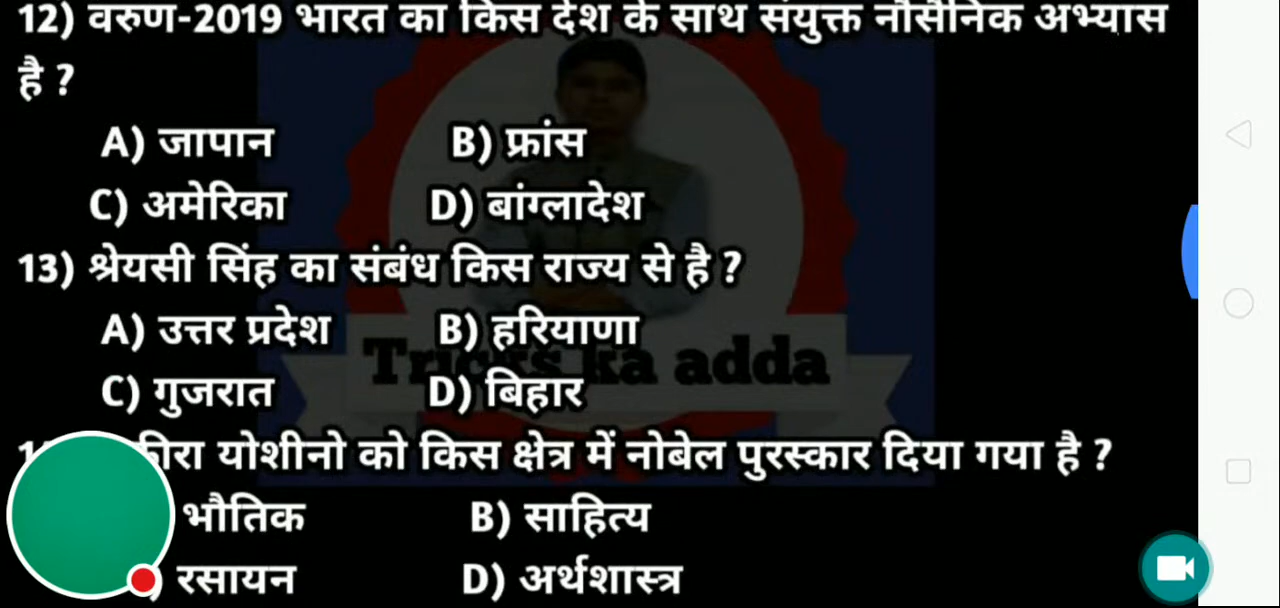 12) वरुण-2019 भारत का किस देश के साथ संयुक्त नौसैनिक अभ्यास
है ?
A) जापान B) फ्रांस
C) अमेरिका D) बांग्लादेश
13) श्रेयसी सिंह का संबंध किस राज्य से है ?
A) उत्तर प्रदेश B) हरियाणा
Tricks ka adda
C) गुजरात D) बिहार
योशीनो को किस क्षेत्र में नोबेल पुरस्कार दिया गया है ?
भौतिक B) साहित्य
रसायन D) अर्थशास्त्र